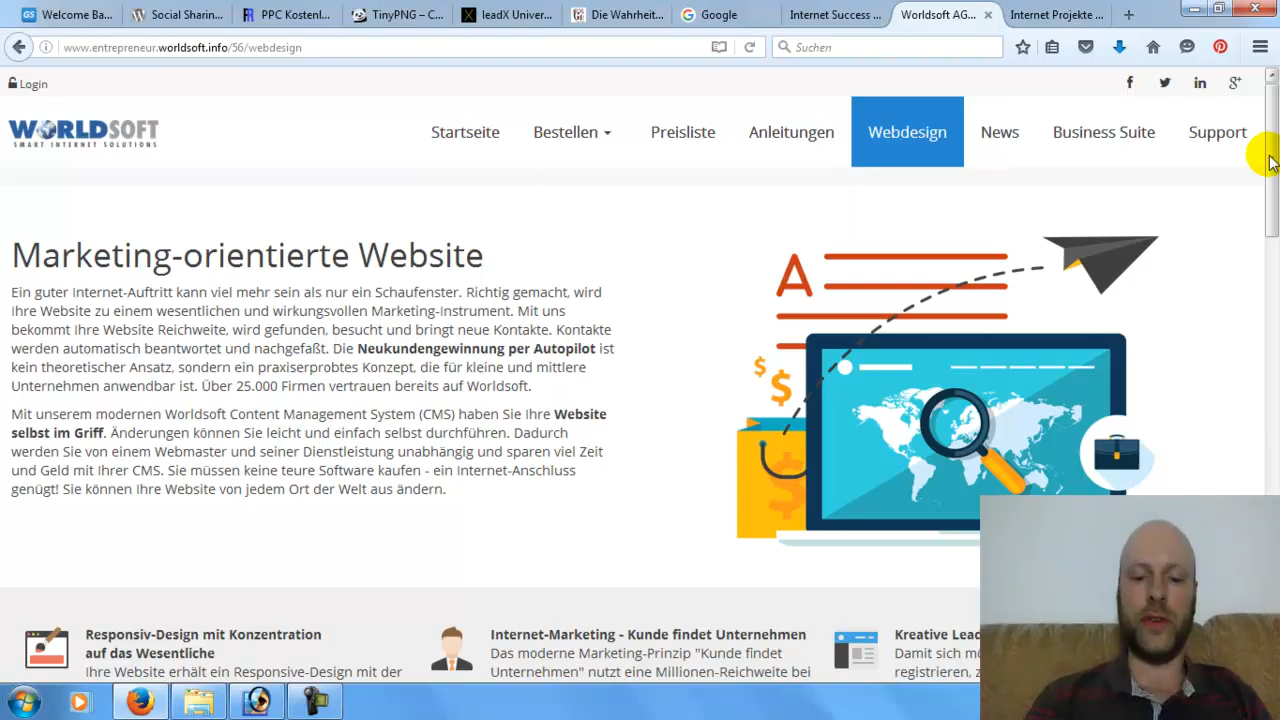 Welcome Ba...
Social Sharin...
PPC Kostenl...
TinyPNG – C...
leadX Univer...
Die Wahrheit...
Google
Internet Success ...
Worldsoft AG...
Internet Projekte ...
www.entrepreneur.worldsoft.info/56/webdesign
Suchen
Login
WORLDSOFT
SMART INTERNET SOLUTIONS
Startseite
Bestellen
Preisliste
Anleitungen
Webdesign
News
Business Suite
Support
Marketing-orientierte Website
Ein guter Internet-Auftritt kann viel mehr sein als nur ein Schaufenster. Richtig gemacht, wird
Ihre Website zu einem wesentlichen und wirkungsvollen Marketing-Instrument. Mit uns
bekommt Ihre Website Reichweite, wird gefunden, besucht und bringt neue Kontakte. Kontakte
werden automatisch beantwortet und nachgefaßt. Die Neukundengewinnung per Autopilot ist
kein theoretischer Ansatz, sondern ein praxiserprobtes Konzept, die für kleine und mittlere
Unternehmen anwendbar ist. Über 25.000 Firmen vertrauen bereits auf Worldsoft.
Mit unserem modernen Worldsoft Content Management System (CMS) haben Sie Ihre Website
selbst im Griff. Änderungen können Sie leicht und einfach selbst durchführen. Dadurch
werden Sie von einem Webmaster und seiner Dienstleistung unabhängig und sparen viel Zeit
und Geld mit Ihrer CMS. Sie müssen keine teure Software kaufen - ein Internet-Anschluss
genügt! Sie können Ihre Website von jedem Ort der Welt aus ändern.
A
$
$
$
Responsiv-Design mit Konzentration
auf das Wesentliche
Ihre Website erhält ein Responsive-Design mit der
Internet-Marketing - Kunde findet Unternehmen
Das moderne Marketing-Prinzip "Kunde findet
Unternehmen" nutzt eine Millionen-Reichweite bei
Kreative Lead
Damit sich mö
registrieren, z